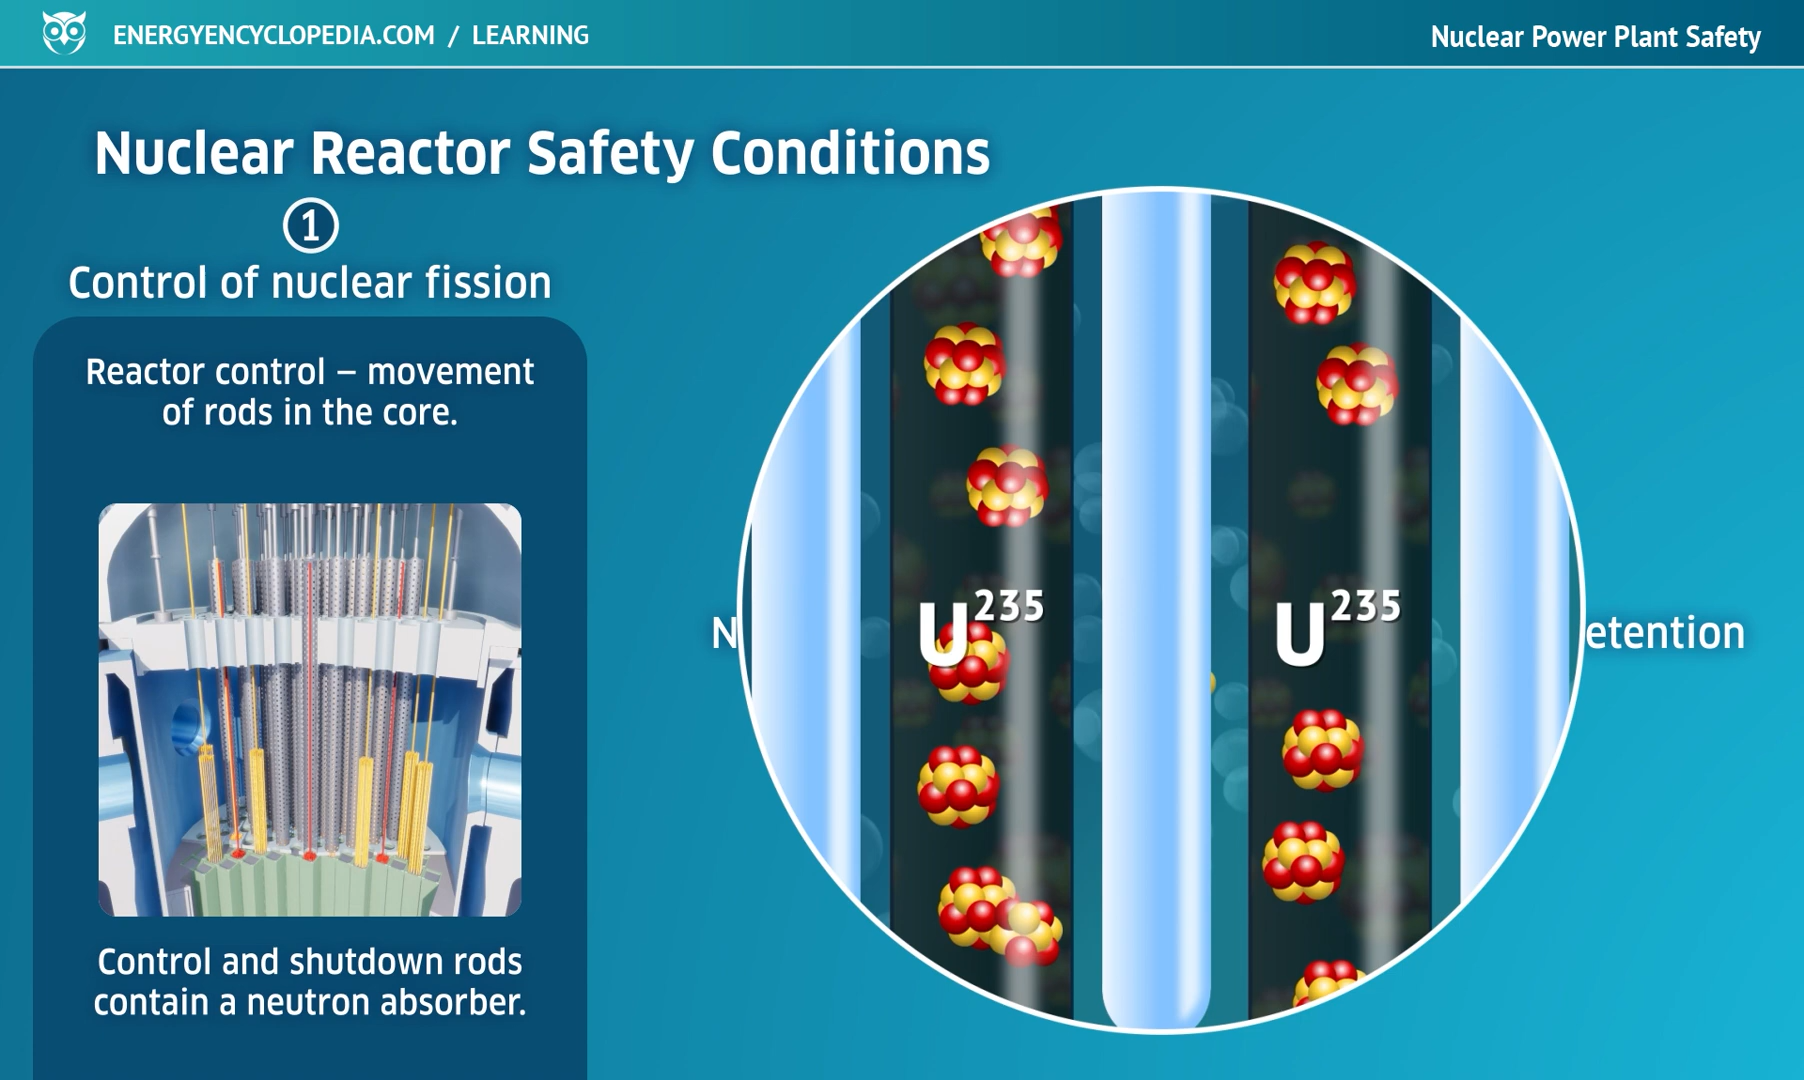 ENERGYENCYCLOPEDIA.COM / LEARNING
Nuclear Power Plant Safety
Nuclear Reactor Safety Conditions
1
Control of nuclear fission
Reactor control – movement
of rods in the core.
Control and shutdown rods
contain a neutron absorber.
U²³⁵
U²³⁵